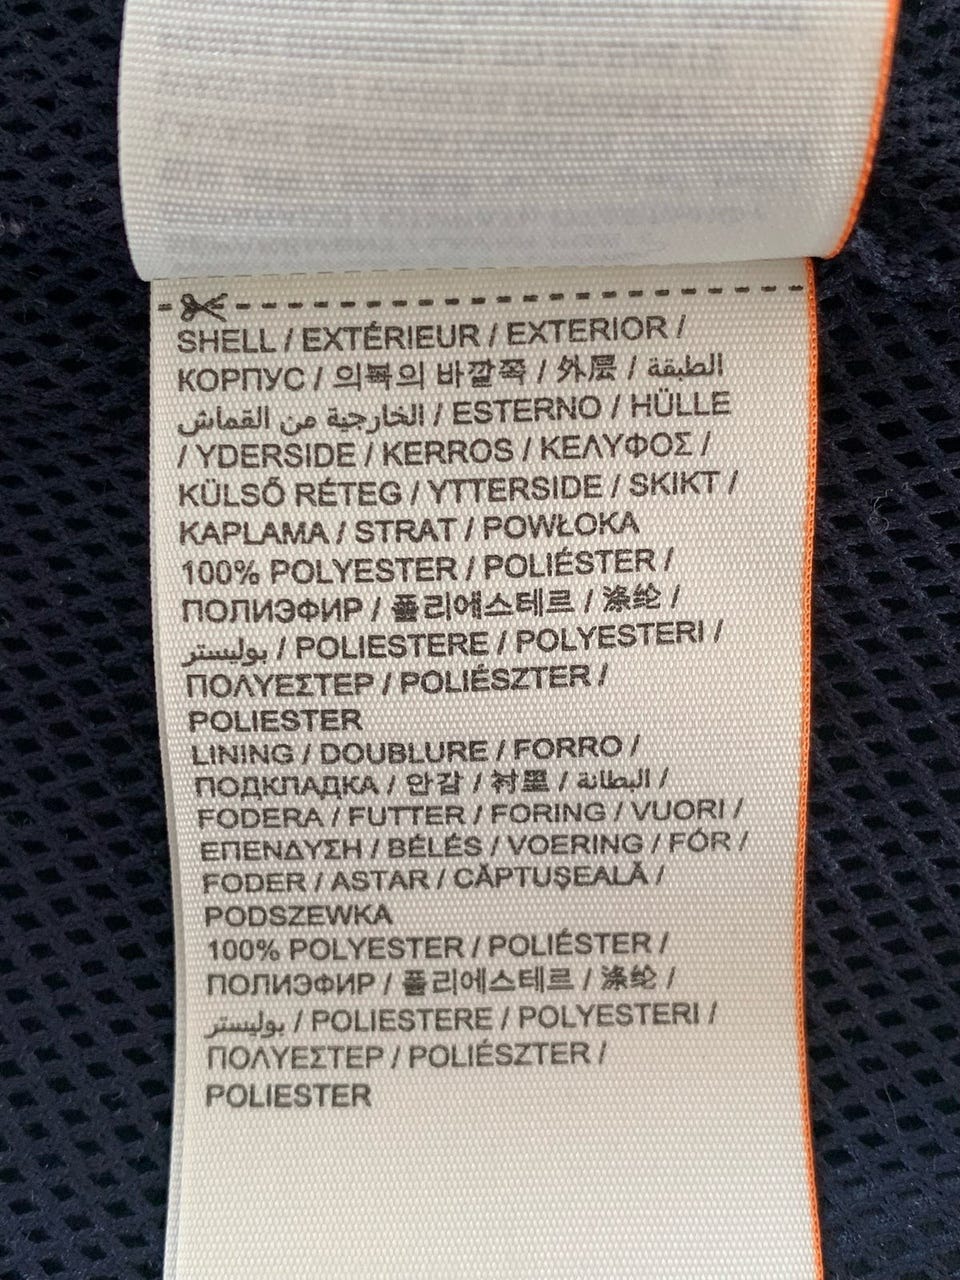 SHELL / EXTÉRIEUR / EXTERIOR /
КОРПУС / 의복의 바깥쪽 / 外层 / الطبقة
الخارجية من القماش / ESTERNO / HÜLLE
/ YDERSIDE / KERROS / ΚΕΛΥΦΟΣ /
KÜLSŐ RÉTEG / YTTERSIDE / SKIKT /
KAPLAMA / STRAT / POWŁOKA
100% POLYESTER / POLIÉSTER /
ПОЛИЭФИР / 폴리에스테르 / 涤纶 /
بوليستر / POLIESTERE / POLYESTERI /
ΠΟΛΥΕΣΤΕΡ / POLIÉSZTER /
POLIESTER
LINING / DOUBLURE / FORRO /
ПОДКЛАДКА / 안감 / 衬里 / البطانة /
FODERA / FUTTER / FORING / VUORI /
ΕΠΕΝΔΥΣΗ / BÉLÉS / VOERING / FÓR /
FODER / ASTAR / CĂPTUŞEALĂ /
PODSZEWKA
100% POLYESTER / POLIÉSTER /
ПОЛИЭФИР / 폴리에스테르 / 涤纶 /
بوليستر / POLIESTERE / POLYESTERI /
ΠΟΛΥΕΣΤΕΡ / POLIÉSZTER /
POLIESTER